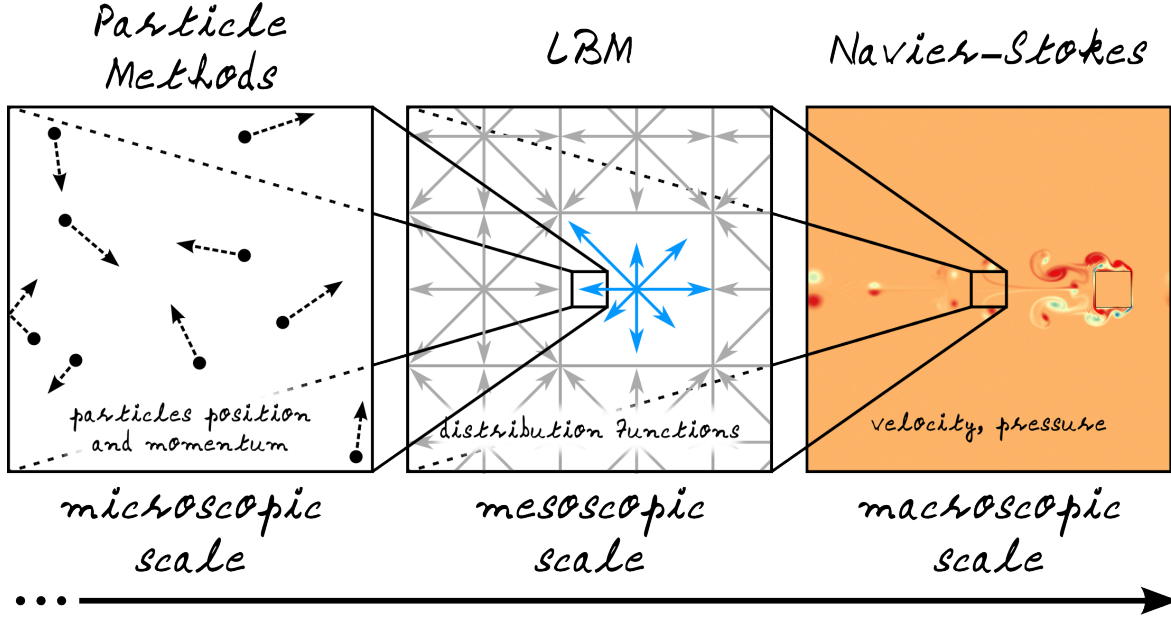 Particle
Methods
LBM
Navier-Stokes
particles position
and momentum
distribution Functions
velocity, pressure
microscopic
scale
mesoscopic
scale
macroscopic
scale